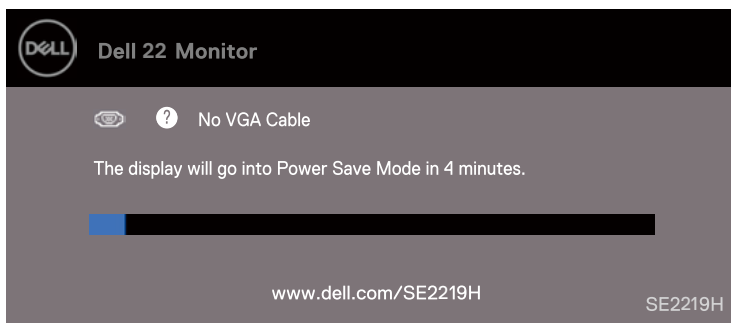 DELL Dell 22 Monitor
? No VGA Cable
The display will go into Power Save Mode in 4 minutes.
www.dell.com/SE2219H
SE2219H